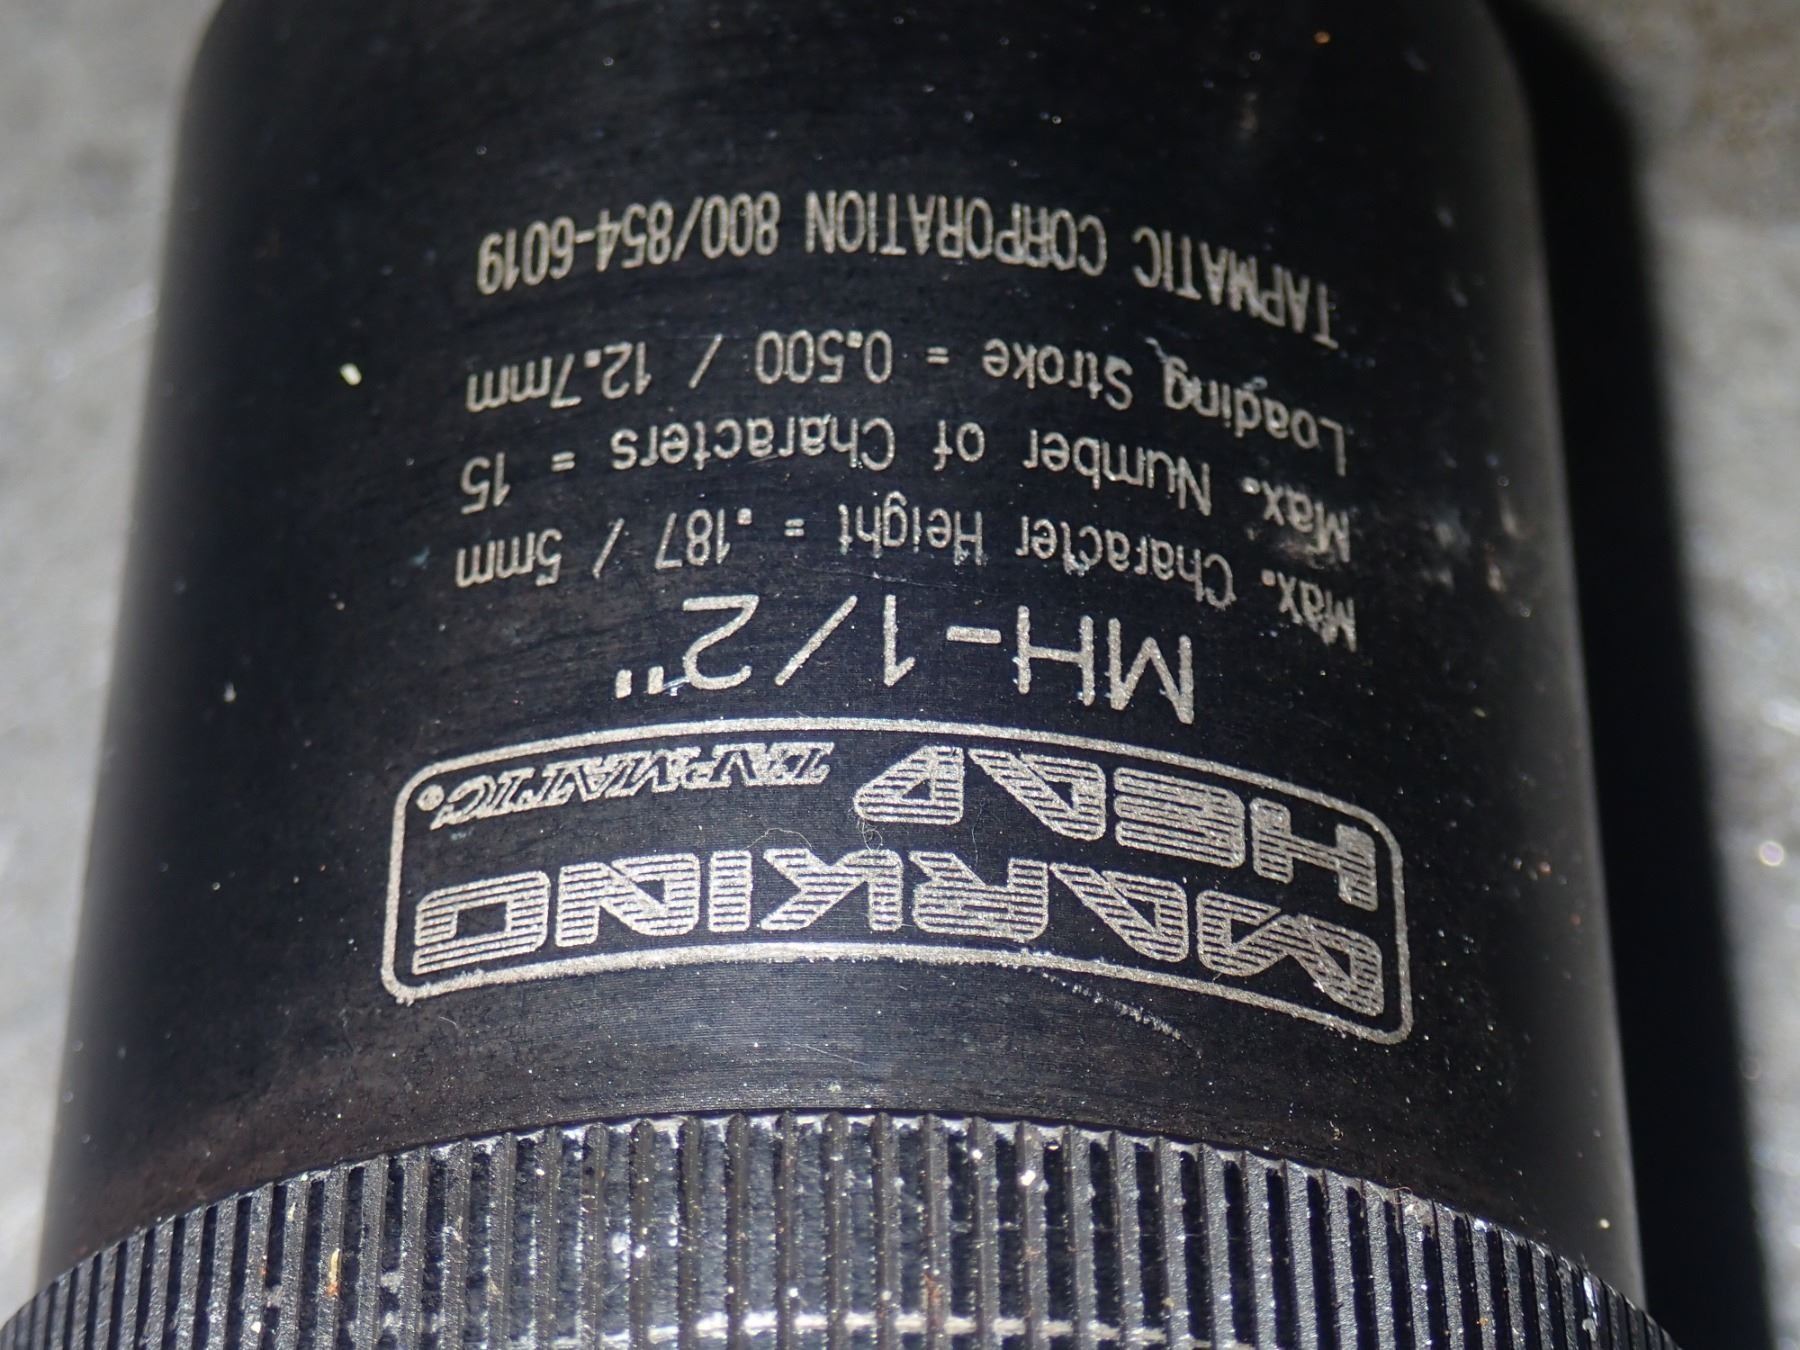 MARKING
HEAD TAPMATIC®
MH-1/2"
Max. Character Height = .187 / 5mm
Max. Number of Characters = 15
Loading Stroke = 0.500 / 12.7mm
TAPMATIC CORPORATION 800/854-6019